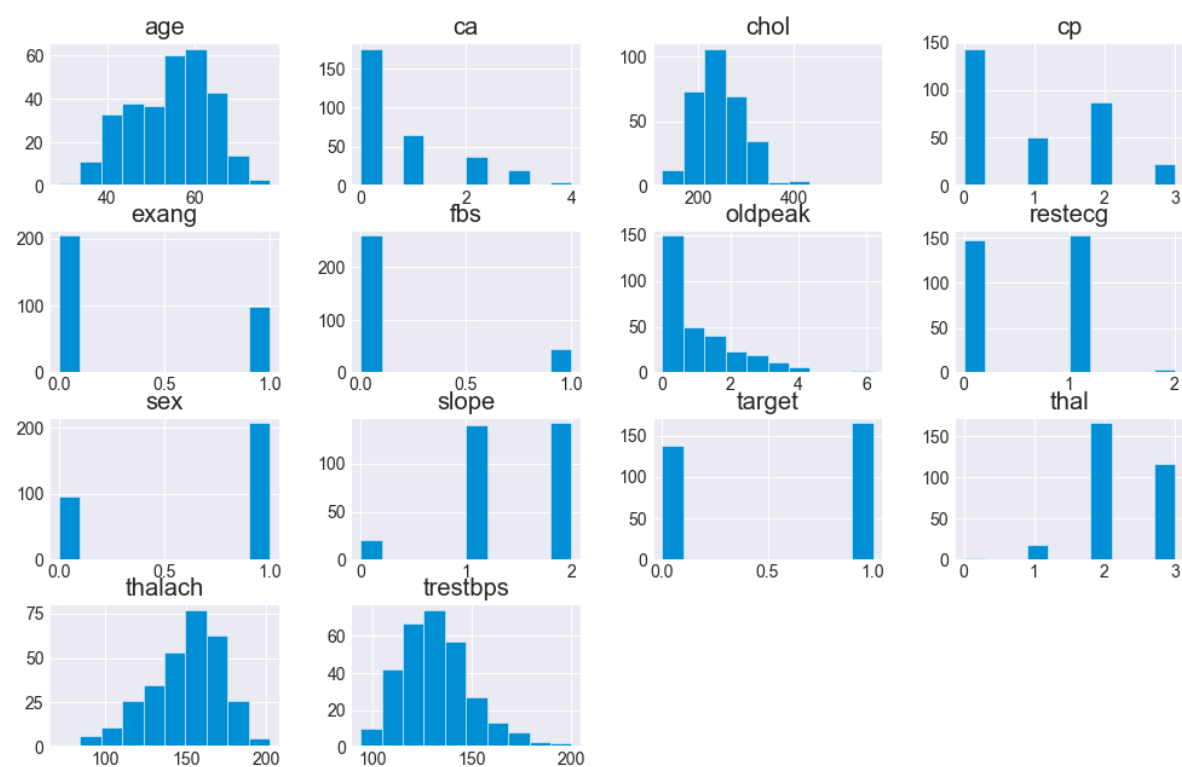 age ca chol cp
60 40 20 0 150 100 50 0 100 50 0 150 100 50 0
40 60 0 2 4 200 400 0 1 2 3
exang fbs oldpeak restecg
200 100 0 200 100 0 150 100 50 0 150 100 50 0
0.0 0.5 1.0 0.0 0.5 1.0 0 2 4 6 0 1 2
sex slope target thal
200 100 0 100 50 0 150 100 50 0 150 100 50 0
0.0 0.5 1.0 0 1 2 0.0 0.5 1.0 0 1 2 3
thalach trestbps
75 50 25 0 60 40 20 0
100 150 200 100 150 200